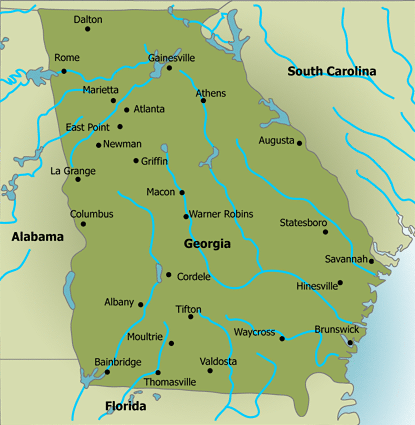 Dalton
Rome
Gainesville
South Carolina
Marietta
Athens
Atlanta
East Point
Augusta
Newman
Griffin
La Grange
Macon
Columbus
Warner Robins
Statesboro
Alabama
Georgia
Savannah
Cordele
Hinesville
Albany
Tifton
Waycross
Brunswick
Moultrie
Bainbridge
Valdosta
Thomasville
Florida